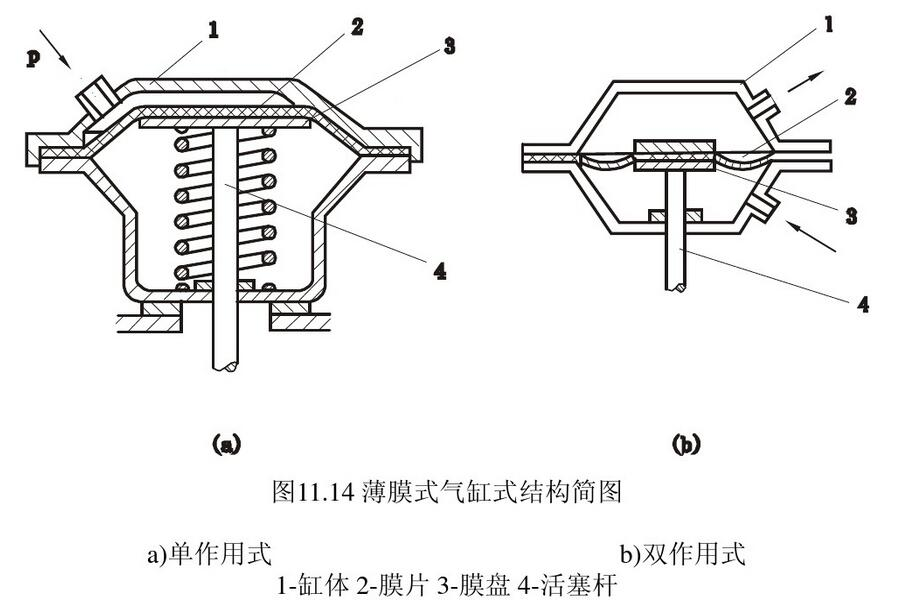 p 1 2 3 4
1 2 3 4
(a) (b)
图11.14 薄膜式气缸式结构简图
a)单作用式 b)双作用式
1-缸体 2-膜片 3-膜盘 4-活塞杆